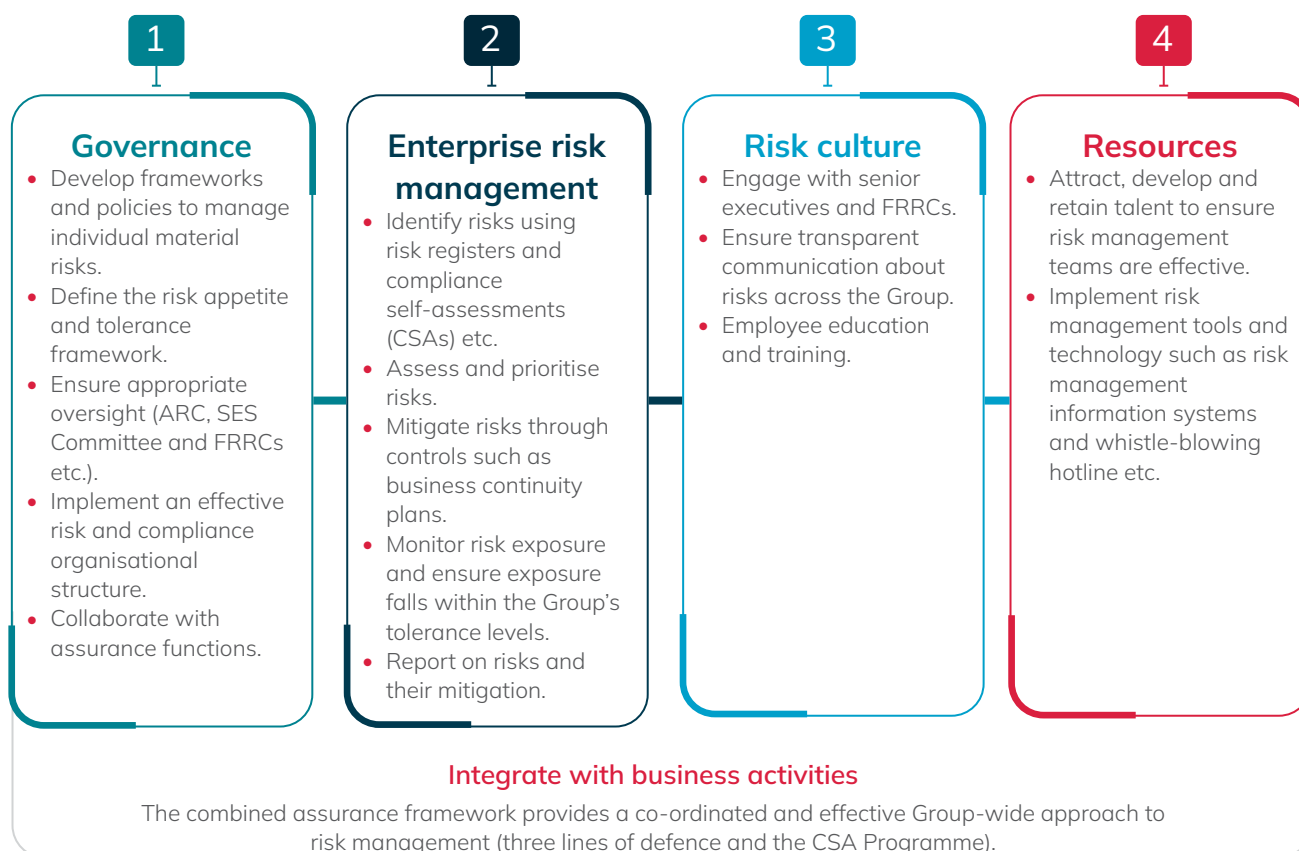 1
Governance
• Develop frameworks
and policies to manage
individual material
risks.
• Define the risk appetite
and tolerance
framework.
• Ensure appropriate
oversight (ARC, SES
Committee and FRRCs
etc.).
• Implement an effective
risk and compliance
organisational
structure.
• Collaborate with
assurance functions.
2
Enterprise risk
management
• Identify risks using
risk registers and
compliance
self-assessments
(CSAs) etc.
• Assess and prioritise
risks.
• Mitigate risks through
controls such as
business continuity
plans.
• Monitor risk exposure
and ensure exposure
falls within the Group’s
tolerance levels.
• Report on risks and
their mitigation.
3
Risk culture
• Engage with senior
executives and FRRCs.
• Ensure transparent
communication about
risks across the Group.
• Employee education
and training.
4
Resources
• Attract, develop and
retain talent to ensure
risk management
teams are effective.
• Implement risk
management tools and
technology such as risk
management
information systems
and whistle-blowing
hotline etc.
Integrate with business activities
The combined assurance framework provides a co-ordinated and effective Group-wide approach to
risk management (three lines of defence and the CSA Programme).